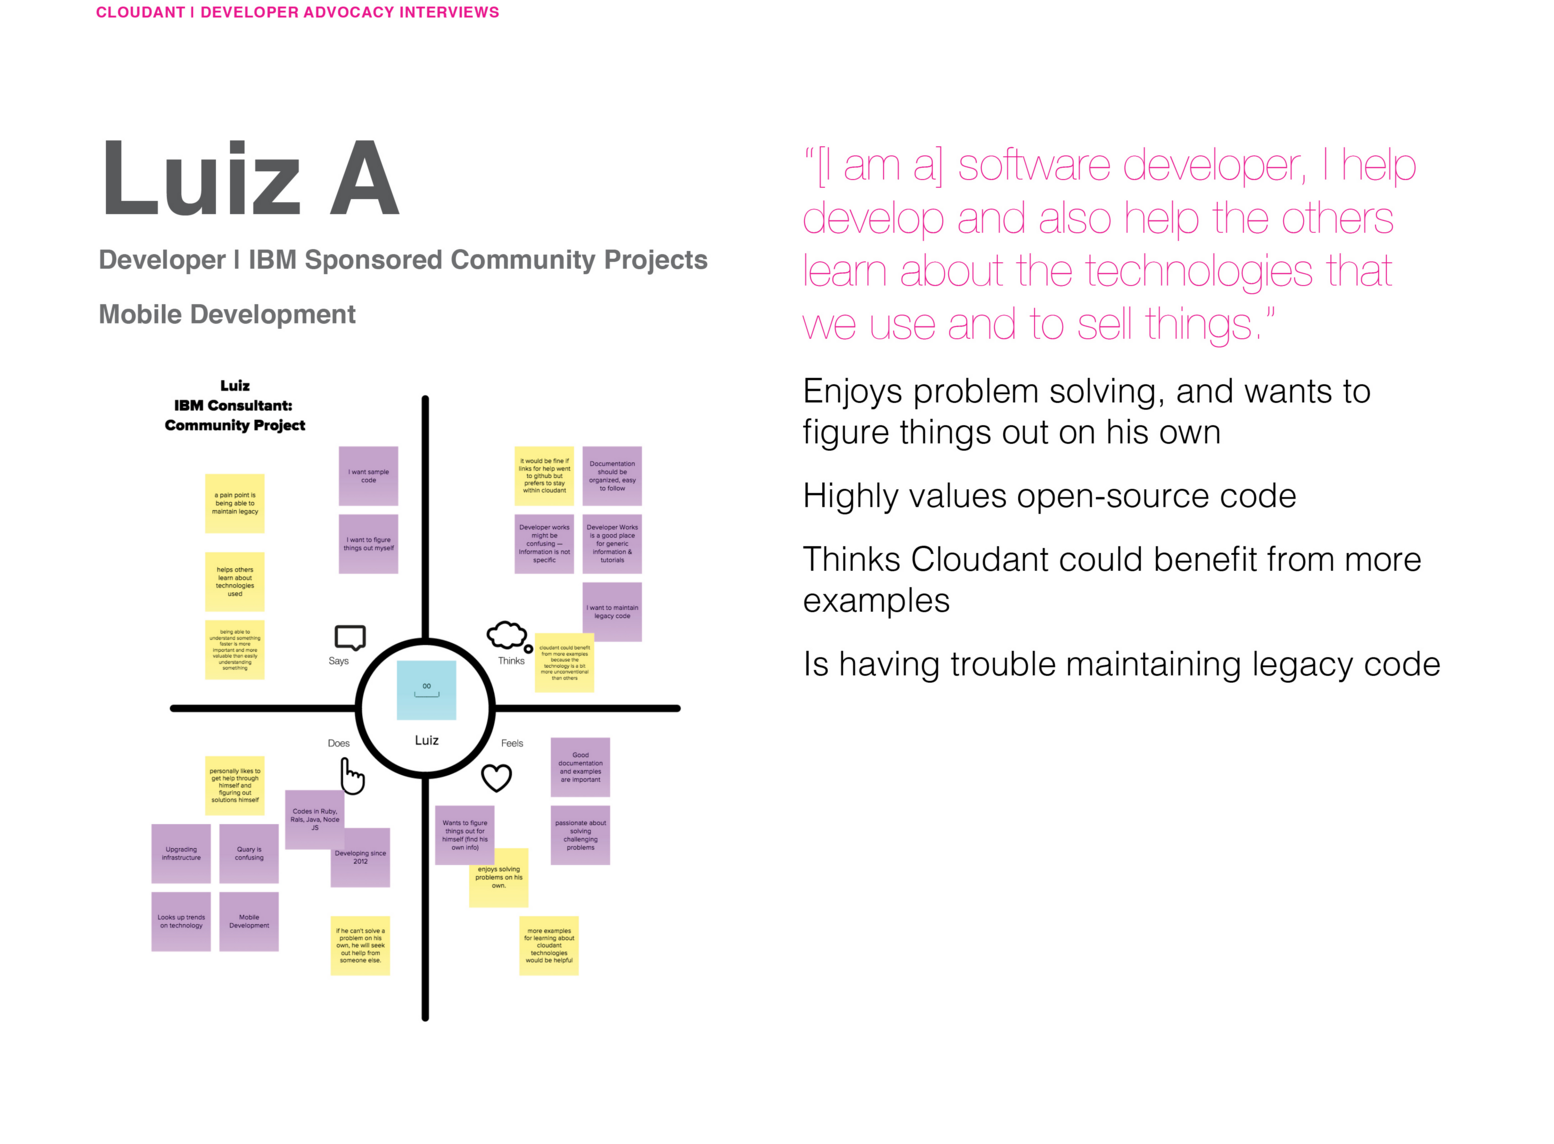 CLOUDANT | DEVELOPER ADVOCACY INTERVIEWS
Luiz A
Developer | IBM Sponsored Community Projects
Mobile Development
Luiz
IBM Consultant:
Community Project
a pain point is
being able to
maintain legacy
helps others
learn about
technologies
used
being able to
understand something
faster is more
important and more
valuable than easily
understanding
something
I want sample
code
I want to figure
things out myself
Says
it would be fine if
links for help went
to github but
prefers to stay
within cloudant
Documentation
should be
organized, easy
to follow
Developer works
might be
confusing —
Information is not
specific
Developer Works
is a good place
for generic
information &
tutorials
I want to maintain
legacy code
cloudant could benefit
from more examples
because the
technology is a bit
more unconventional
than others
Thinks
00
Luiz
Does
personally likes to
get help through
himself and
figuring out
solutions himself
Codes in Ruby,
Rals, Java, Node
JS
Upgrading
infrastructure
Quary is
confusing
Developing since
2012
Looks up trends
on technology
Mobile
Development
if he can't solve a
problem on his
own, he will seek
out hellp from
someone else.
Feels
Good
documentation
and examples
are important
Wants to figure
things out for
himself (find his
own info)
passionate about
solving
challenging
problems
enjoys solving
problems on his
own.
more examples
for learning about
cloudant
technologies
would be helpful
“[I am a] software developer, I help
develop and also help the others
learn about the technologies that
we use and to sell things.”
Enjoys problem solving, and wants to
figure things out on his own
Highly values open-source code
Thinks Cloudant could benefit from more
examples
Is having trouble maintaining legacy code